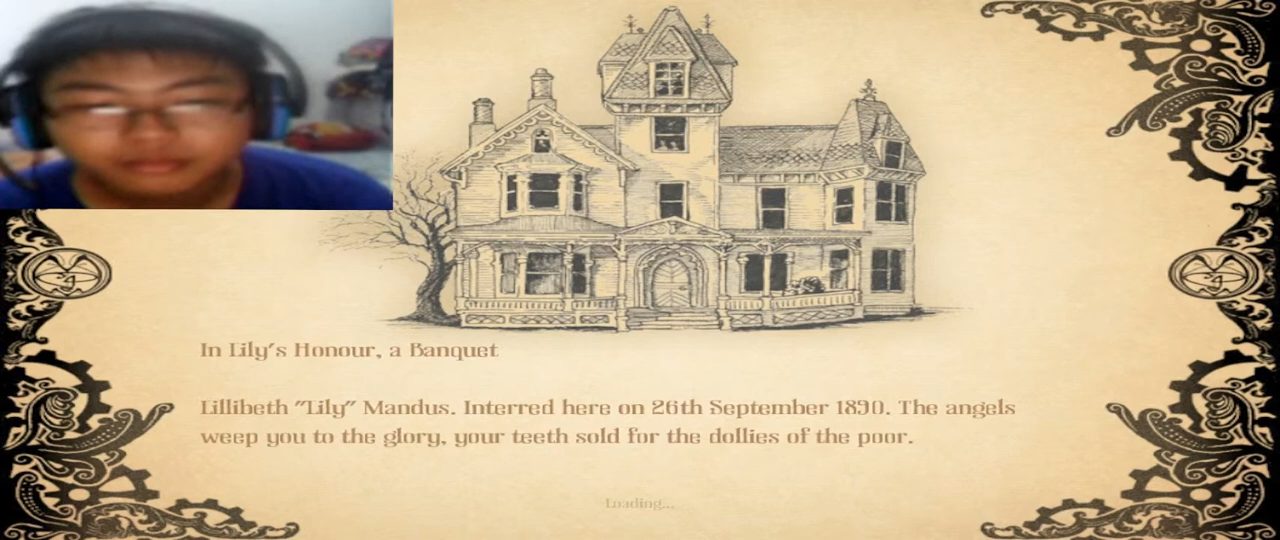 In Lily's Honour, a Banquet
Lillibeth "Lily" Mandus. Interred here on 26th September 1890. The angels
weep you to the glory, your teeth sold for the dollies of the poor.
Loading...